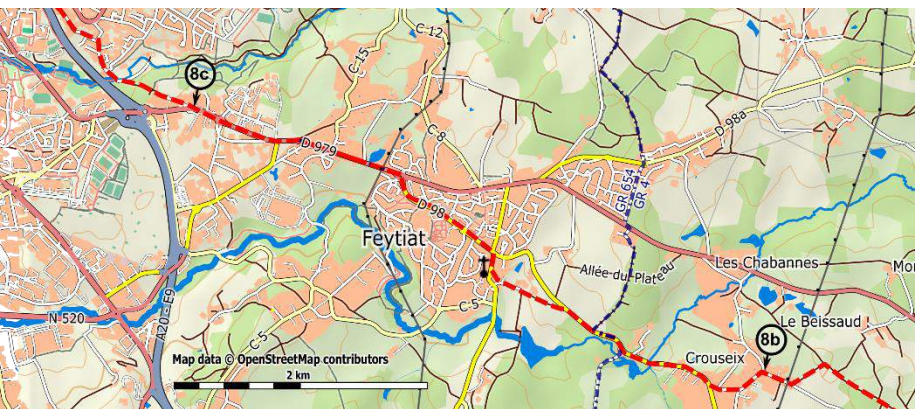 C 12
C 15
8c
C 8
D 979
D 98a
GR 654
GR 4
D 98
Feytiat
Allée du Plateau
Les Chabannes
Mon
C 5
N 520
A20 - E9
C 5
Le Beissaud
8b
Crouseix
Map data © OpenStreetMap contributors
2 km